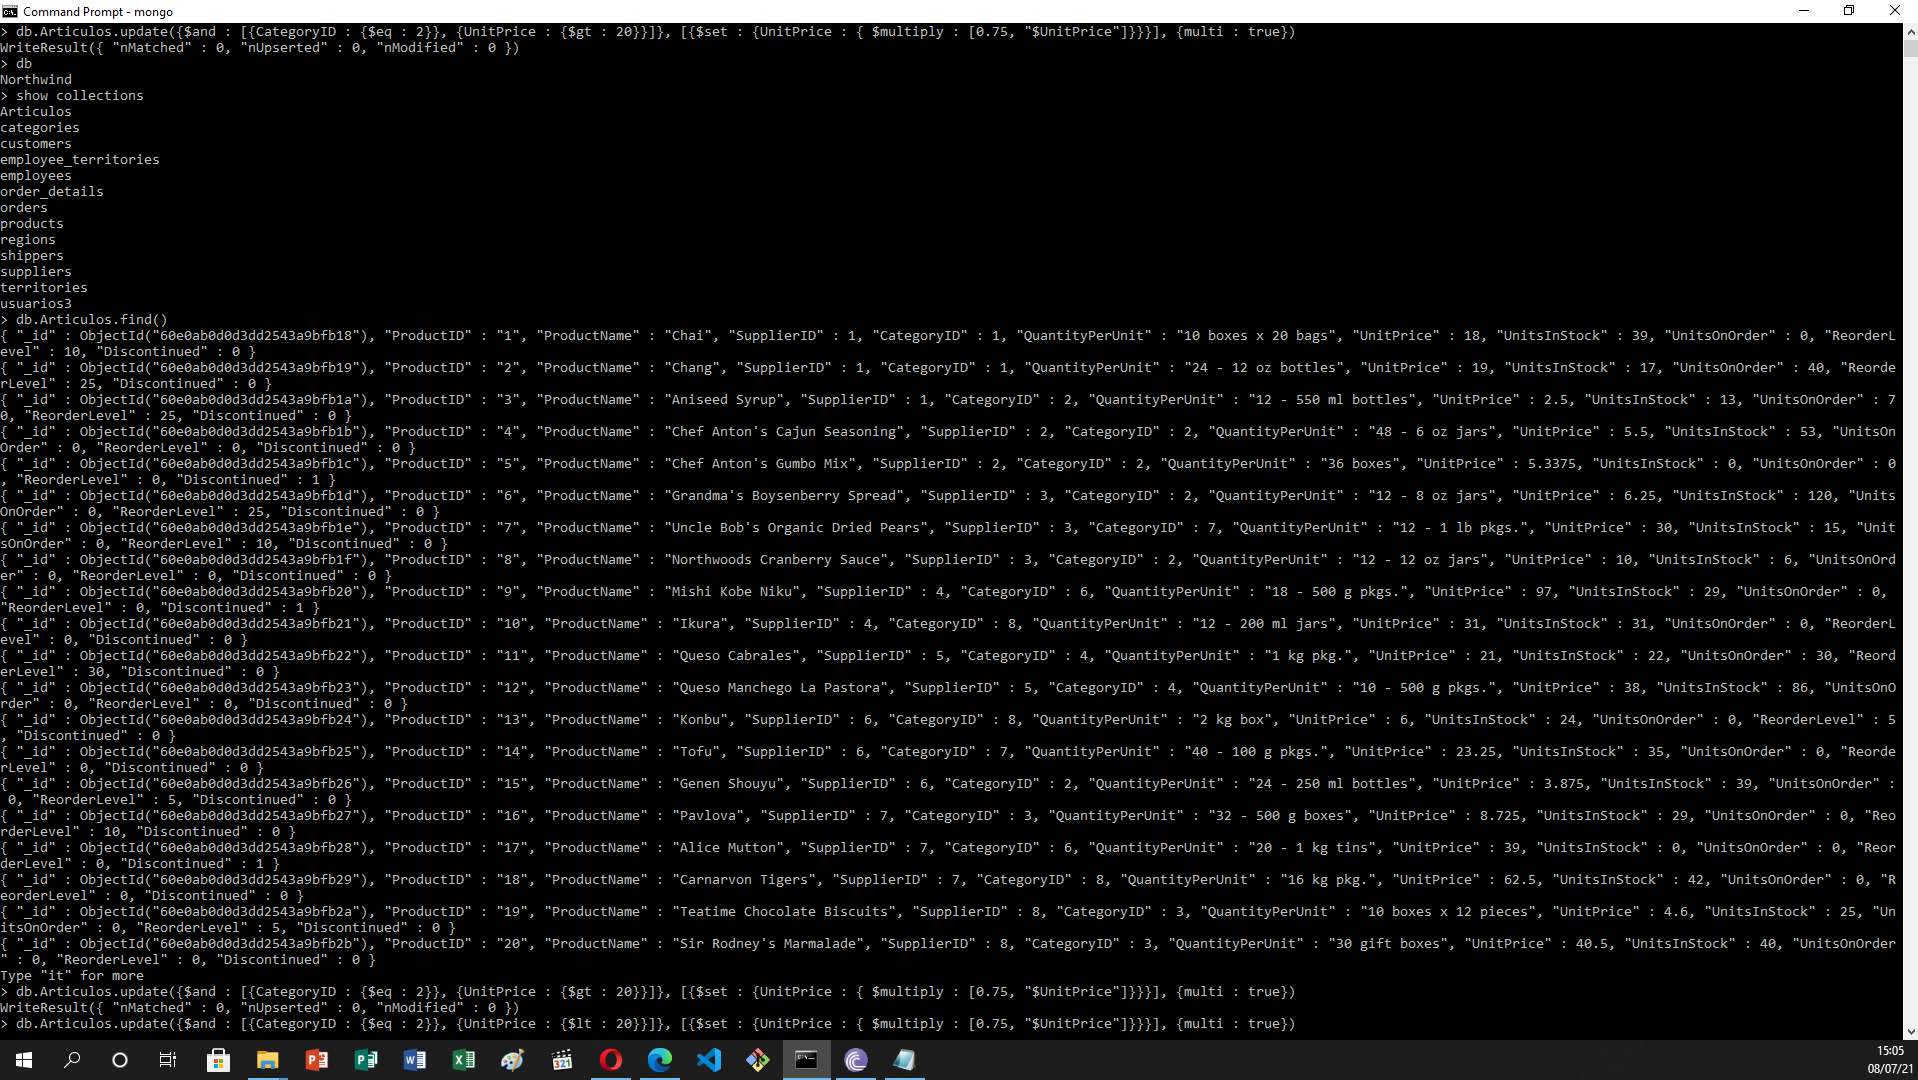 Command Prompt - mongo
> db.Articulos.update({$and : [{CategoryID : {$eq : 2}}, {UnitPrice : {$gt : 20}}]}, [{$set : {UnitPrice : { $multiply : [0.75, "$UnitPrice"]}}}], {multi : true})
WriteResult({ "nMatched" : 0, "nUpserted" : 0, "nModified" : 0 })
> db
Northwind
> show collections
Articulos
categories
customers
employee_territories
employees
order_details
orders
products
regions
shippers
suppliers
territories
usuarios3
> db.Articulos.find()
{ "_id" : ObjectId("60e0ab0d0d3dd2543a9bfb18"), "ProductID" : "1", "ProductName" : "Chai", "SupplierID" : 1, "CategoryID" : 1, "QuantityPerUnit" : "10 boxes x 20 bags", "UnitPrice" : 18, "UnitsInStock" : 39, "UnitsOnOrder" : 0, "ReorderL
evel" : 10, "Discontinued" : 0 }
{ "_id" : ObjectId("60e0ab0d0d3dd2543a9bfb19"), "ProductID" : "2", "ProductName" : "Chang", "SupplierID" : 1, "CategoryID" : 1, "QuantityPerUnit" : "24 - 12 oz bottles", "UnitPrice" : 19, "UnitsInStock" : 17, "UnitsOnOrder" : 40, "Reorde
rLevel" : 25, "Discontinued" : 0 }
{ "_id" : ObjectId("60e0ab0d0d3dd2543a9bfb1a"), "ProductID" : "3", "ProductName" : "Aniseed Syrup", "SupplierID" : 1, "CategoryID" : 2, "QuantityPerUnit" : "12 - 550 ml bottles", "UnitPrice" : 2.5, "UnitsInStock" : 13, "UnitsOnOrder" : 7
0, "ReorderLevel" : 25, "Discontinued" : 0 }
{ "_id" : ObjectId("60e0ab0d0d3dd2543a9bfb1b"), "ProductID" : "4", "ProductName" : "Chef Anton's Cajun Seasoning", "SupplierID" : 2, "CategoryID" : 2, "QuantityPerUnit" : "48 - 6 oz jars", "UnitPrice" : 5.5, "UnitsInStock" : 53, "UnitsOn
Order" : 0, "ReorderLevel" : 0, "Discontinued" : 0 }
{ "_id" : ObjectId("60e0ab0d0d3dd2543a9bfb1c"), "ProductID" : "5", "ProductName" : "Chef Anton's Gumbo Mix", "SupplierID" : 2, "CategoryID" : 2, "QuantityPerUnit" : "36 boxes", "UnitPrice" : 5.3375, "UnitsInStock" : 0, "UnitsOnOrder" : 0
, "ReorderLevel" : 0, "Discontinued" : 1 }
{ "_id" : ObjectId("60e0ab0d0d3dd2543a9bfb1d"), "ProductID" : "6", "ProductName" : "Grandma's Boysenberry Spread", "SupplierID" : 3, "CategoryID" : 2, "QuantityPerUnit" : "12 - 8 oz jars", "UnitPrice" : 6.25, "UnitsInStock" : 120, "Units
OnOrder" : 0, "ReorderLevel" : 25, "Discontinued" : 0 }
{ "_id" : ObjectId("60e0ab0d0d3dd2543a9bfb1e"), "ProductID" : "7", "ProductName" : "Uncle Bob's Organic Dried Pears", "SupplierID" : 3, "CategoryID" : 7, "QuantityPerUnit" : "12 - 1 lb pkgs.", "UnitPrice" : 30, "UnitsInStock" : 15, "Unit
sOnOrder" : 0, "ReorderLevel" : 10, "Discontinued" : 0 }
{ "_id" : ObjectId("60e0ab0d0d3dd2543a9bfb1f"), "ProductID" : "8", "ProductName" : "Northwoods Cranberry Sauce", "SupplierID" : 3, "CategoryID" : 2, "QuantityPerUnit" : "12 - 12 oz jars", "UnitPrice" : 10, "UnitsInStock" : 6, "UnitsOnOrd
er" : 0, "ReorderLevel" : 0, "Discontinued" : 0 }
{ "_id" : ObjectId("60e0ab0d0d3dd2543a9bfb20"), "ProductID" : "9", "ProductName" : "Mishi Kobe Niku", "SupplierID" : 4, "CategoryID" : 6, "QuantityPerUnit" : "18 - 500 g pkgs.", "UnitPrice" : 97, "UnitsInStock" : 29, "UnitsOnOrder" : 0,
"ReorderLevel" : 0, "Discontinued" : 1 }
{ "_id" : ObjectId("60e0ab0d0d3dd2543a9bfb21"), "ProductID" : "10", "ProductName" : "Ikura", "SupplierID" : 4, "CategoryID" : 8, "QuantityPerUnit" : "12 - 200 ml jars", "UnitPrice" : 31, "UnitsInStock" : 31, "UnitsOnOrder" : 0, "ReorderL
evel" : 0, "Discontinued" : 0 }
{ "_id" : ObjectId("60e0ab0d0d3dd2543a9bfb22"), "ProductID" : "11", "ProductName" : "Queso Cabrales", "SupplierID" : 5, "CategoryID" : 4, "QuantityPerUnit" : "1 kg pkg.", "UnitPrice" : 21, "UnitsInStock" : 22, "UnitsOnOrder" : 30, "Reord
erLevel" : 30, "Discontinued" : 0 }
{ "_id" : ObjectId("60e0ab0d0d3dd2543a9bfb23"), "ProductID" : "12", "ProductName" : "Queso Manchego La Pastora", "SupplierID" : 5, "CategoryID" : 4, "QuantityPerUnit" : "10 - 500 g pkgs.", "UnitPrice" : 38, "UnitsInStock" : 86, "UnitsOnO
rder" : 0, "ReorderLevel" : 0, "Discontinued" : 0 }
{ "_id" : ObjectId("60e0ab0d0d3dd2543a9bfb24"), "ProductID" : "13", "ProductName" : "Konbu", "SupplierID" : 6, "CategoryID" : 8, "QuantityPerUnit" : "2 kg box", "UnitPrice" : 6, "UnitsInStock" : 24, "UnitsOnOrder" : 0, "ReorderLevel" : 5
, "Discontinued" : 0 }
{ "_id" : ObjectId("60e0ab0d0d3dd2543a9bfb25"), "ProductID" : "14", "ProductName" : "Tofu", "SupplierID" : 6, "CategoryID" : 7, "QuantityPerUnit" : "40 - 100 g pkgs.", "UnitPrice" : 23.25, "UnitsInStock" : 35, "UnitsOnOrder" : 0, "Reorde
rLevel" : 0, "Discontinued" : 0 }
{ "_id" : ObjectId("60e0ab0d0d3dd2543a9bfb26"), "ProductID" : "15", "ProductName" : "Genen Shouyu", "SupplierID" : 6, "CategoryID" : 2, "QuantityPerUnit" : "24 - 250 ml bottles", "UnitPrice" : 3.875, "UnitsInStock" : 39, "UnitsOnOrder" :
 0, "ReorderLevel" : 5, "Discontinued" : 0 }
{ "_id" : ObjectId("60e0ab0d0d3dd2543a9bfb27"), "ProductID" : "16", "ProductName" : "Pavlova", "SupplierID" : 7, "CategoryID" : 3, "QuantityPerUnit" : "32 - 500 g boxes", "UnitPrice" : 8.725, "UnitsInStock" : 29, "UnitsOnOrder" : 0, "Reo
rderLevel" : 10, "Discontinued" : 0 }
{ "_id" : ObjectId("60e0ab0d0d3dd2543a9bfb28"), "ProductID" : "17", "ProductName" : "Alice Mutton", "SupplierID" : 7, "CategoryID" : 6, "QuantityPerUnit" : "20 - 1 kg tins", "UnitPrice" : 39, "UnitsInStock" : 0, "UnitsOnOrder" : 0, "Reor
derLevel" : 0, "Discontinued" : 1 }
{ "_id" : ObjectId("60e0ab0d0d3dd2543a9bfb29"), "ProductID" : "18", "ProductName" : "Carnarvon Tigers", "SupplierID" : 7, "CategoryID" : 8, "QuantityPerUnit" : "16 kg pkg.", "UnitPrice" : 62.5, "UnitsInStock" : 42, "UnitsOnOrder" : 0, "R
eorderLevel" : 0, "Discontinued" : 0 }
{ "_id" : ObjectId("60e0ab0d0d3dd2543a9bfb2a"), "ProductID" : "19", "ProductName" : "Teatime Chocolate Biscuits", "SupplierID" : 8, "CategoryID" : 3, "QuantityPerUnit" : "10 boxes x 12 pieces", "UnitPrice" : 4.6, "UnitsInStock" : 25, "Un
itsOnOrder" : 0, "ReorderLevel" : 5, "Discontinued" : 0 }
{ "_id" : ObjectId("60e0ab0d0d3dd2543a9bfb2b"), "ProductID" : "20", "ProductName" : "Sir Rodney's Marmalade", "SupplierID" : 8, "CategoryID" : 3, "QuantityPerUnit" : "30 gift boxes", "UnitPrice" : 40.5, "UnitsInStock" : 40, "UnitsOnOrder
" : 0, "ReorderLevel" : 0, "Discontinued" : 0 }
Type "it" for more
> db.Articulos.update({$and : [{CategoryID : {$eq : 2}}, {UnitPrice : {$gt : 20}}]}, [{$set : {UnitPrice : { $multiply : [0.75, "$UnitPrice"]}}}], {multi : true})
WriteResult({ "nMatched" : 0, "nUpserted" : 0, "nModified" : 0 })
> db.Articulos.update({$and : [{CategoryID : {$eq : 2}}, {UnitPrice : {$lt : 20}}]}, [{$set : {UnitPrice : { $multiply : [0.75, "$UnitPrice"]}}}], {multi : true})
15:05
08/07/21